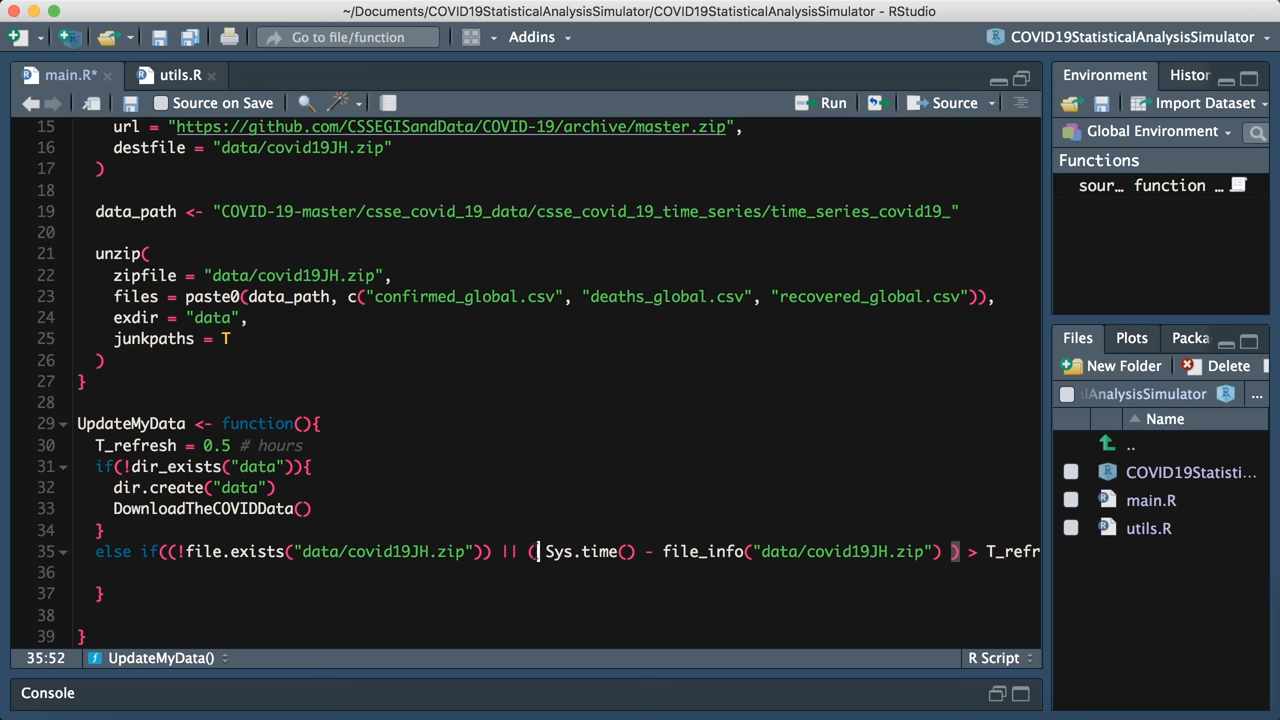 ~/Documents/COVID19StatisticalAnalysisSimulator/COVID19StatisticalAnalysisSimulator - RStudio
Go to file/function
Addins
COVID19StatisticalAnalysisSimulator
main.R*
utils.R
Source on Save
Run
Source
15 url = "https://github.com/CSSEGISandData/COVID-19/archive/master.zip",
16 destfile = "data/covid19JH.zip"
17 )
18
19 data_path <- "COVID-19-master/csse_covid_19_data/csse_covid_19_time_series/time_series_covid19_"
20
21 unzip(
22 zipfile = "data/covid19JH.zip",
23 files = paste0(data_path, c("confirmed_global.csv", "deaths_global.csv", "recovered_global.csv")),
24 exdir = "data",
25 junkpaths = T
26 )
27 }
28
29 UpdateMyData <- function(){
30 T_refresh = 0.5 # hours
31 if(!dir_exists("data")){
32 dir.create("data")
33 DownloadTheCOVIDData()
34 }
35 else if((!file.exists("data/covid19JH.zip")) || ( Sys.time() - file_info("data/covid19JH.zip") ) > T_refr
36
37 }
38
39 }
35:52
UpdateMyData()
R Script
Console
Environment
Histor
Import Dataset
Global Environment
Functions
sour… function …
Files
Plots
Packa
New Folder
Delete
lAnalysisSimulator
...
Name
..
COVID19Statisti...
main.R
utils.R